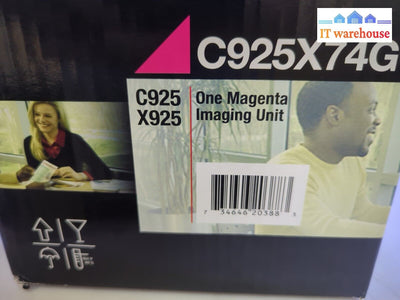 IT warehouse
C925X74G
C925
X925
One Magenta
Imaging Unit
7 34646 20388 5